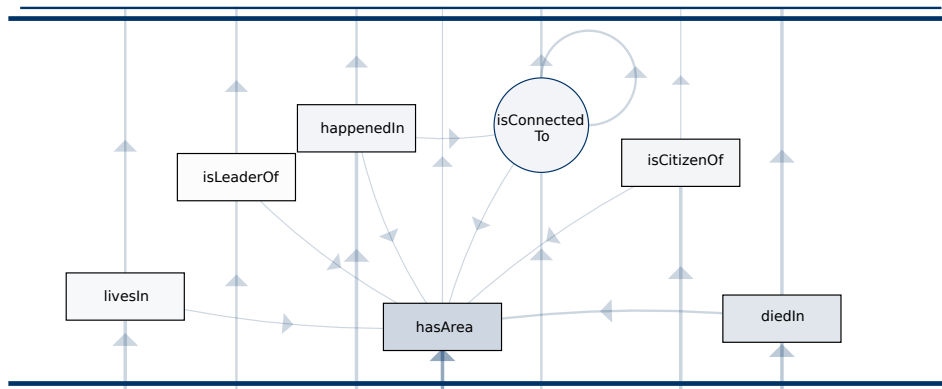 happenedIn
isConnected
To
isCitizenOf
isLeaderOf
livesIn
hasArea
diedIn